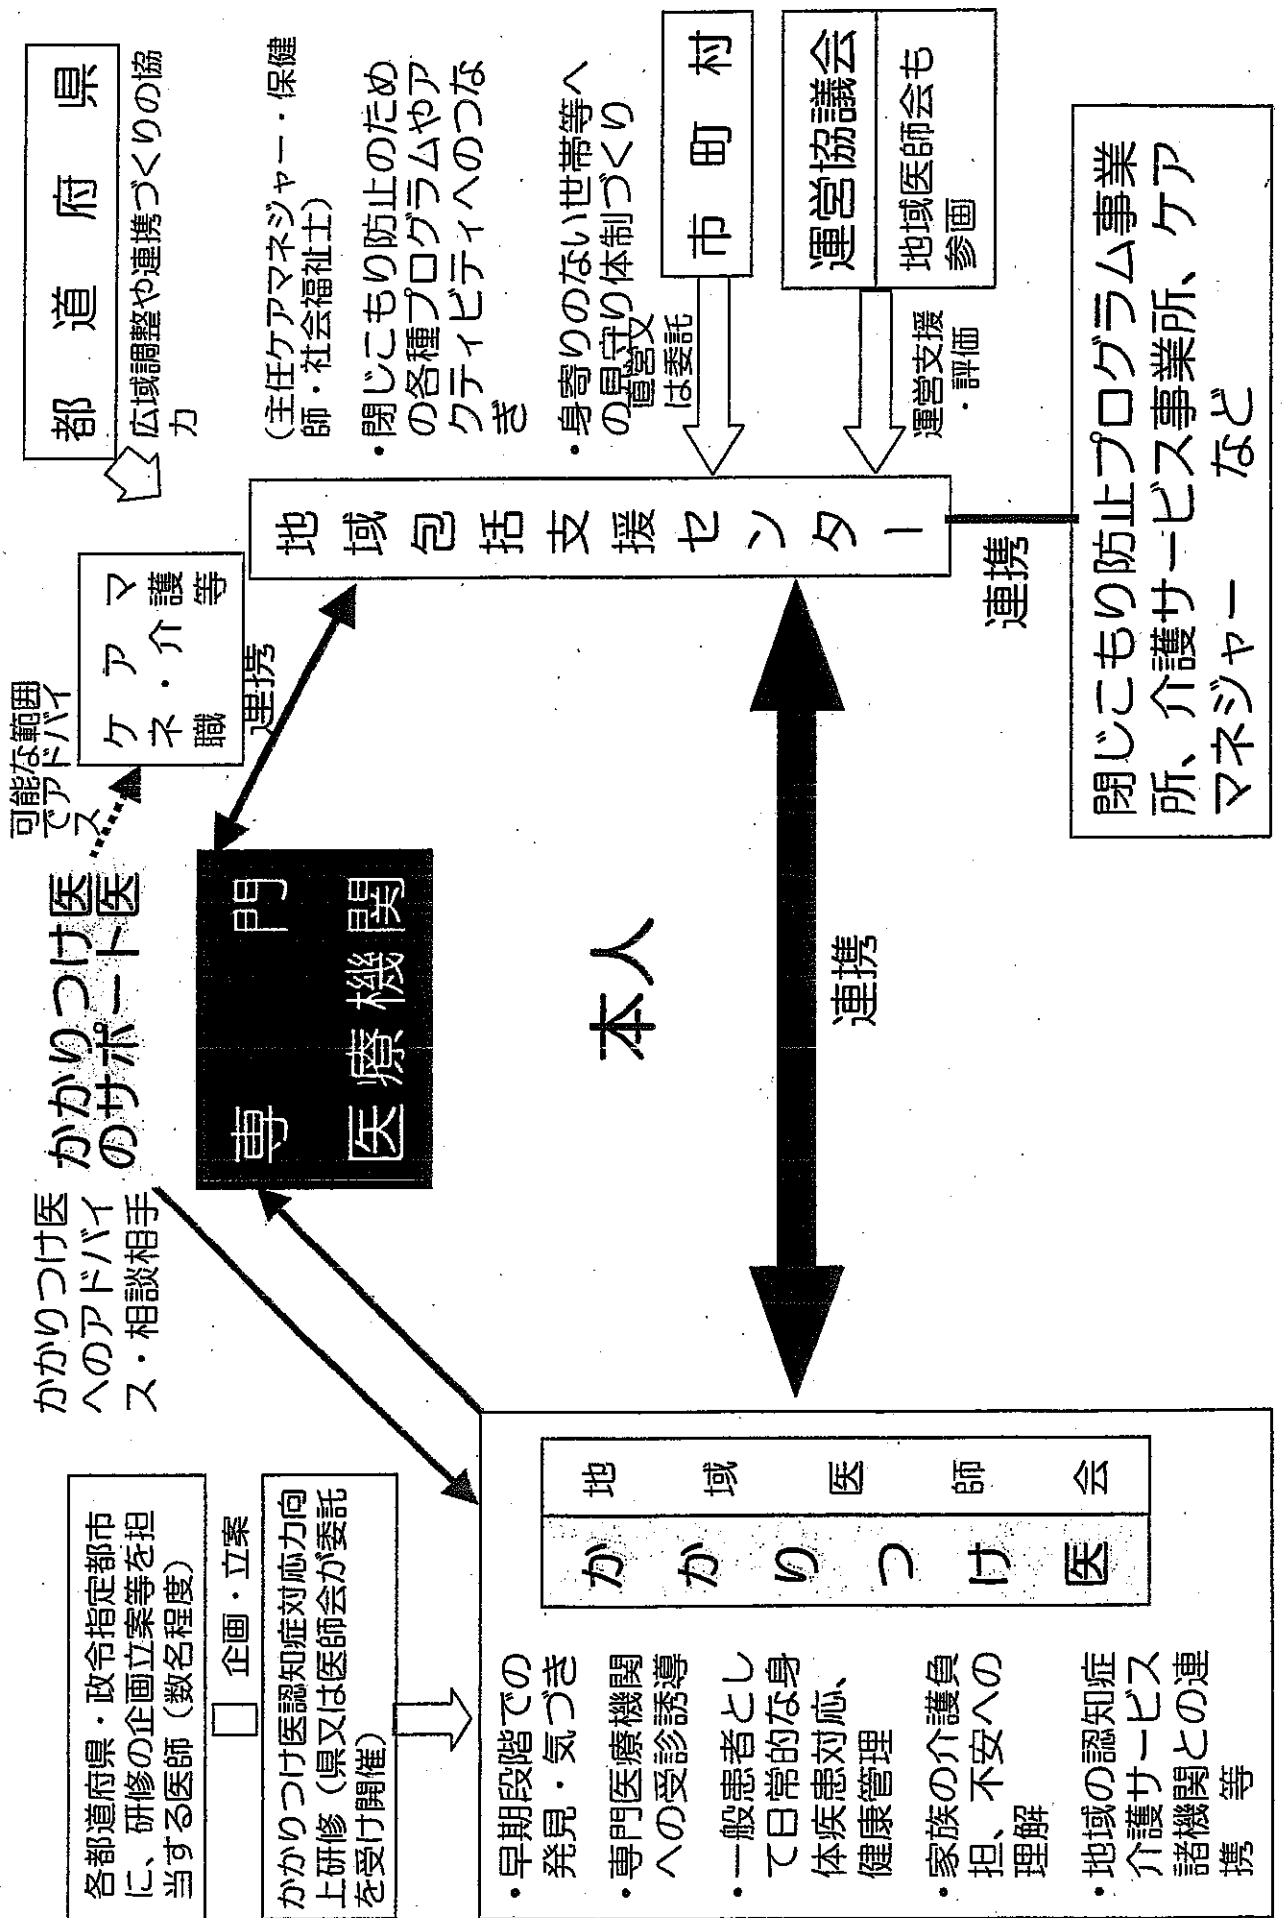 各都道府県・政令指定都市
に、研修の企画立案等を担
当する医師（数名程度）
企画・立案
かかりつけ医認知症対応力向
上研修（県又は医師会が委託
を受け開催）
かかりつけ医
へのアドバイ
ス・相談相手
かかりつけ医
のサポート医
可能な範囲
でアドバイ
ス
ケアマ
ネ・介護
職等
連携
都道府県
広域調整や連携づくりの協
力
専門
医療機関
（主任ケアマネジャー・保健
師・社会福祉士）
・閉じこもり防止のため
の各種プログラムやア
クティビティへのつな
ぎ
・身寄りのない世帯等へ
の見守り体制づくり
地域包括支援センター
直営又
は委託
市町村
運営協議会
地域医師会も
参画
運営支援
・評価
・早期段階での
発見・気づき
・専門医療機関
への受診誘導
・一般患者とし
て日常的な身
体疾患対応、
健康管理
・家族の介護負
担、不安への
理解
・地域の認知症
介護サービス
諸機関との連
携 等
かかりつけ医
地域医師会
本人
連携
連携
閉じこもり防止プログラム事業
所、介護サービス事業所、ケア
マネジャー など